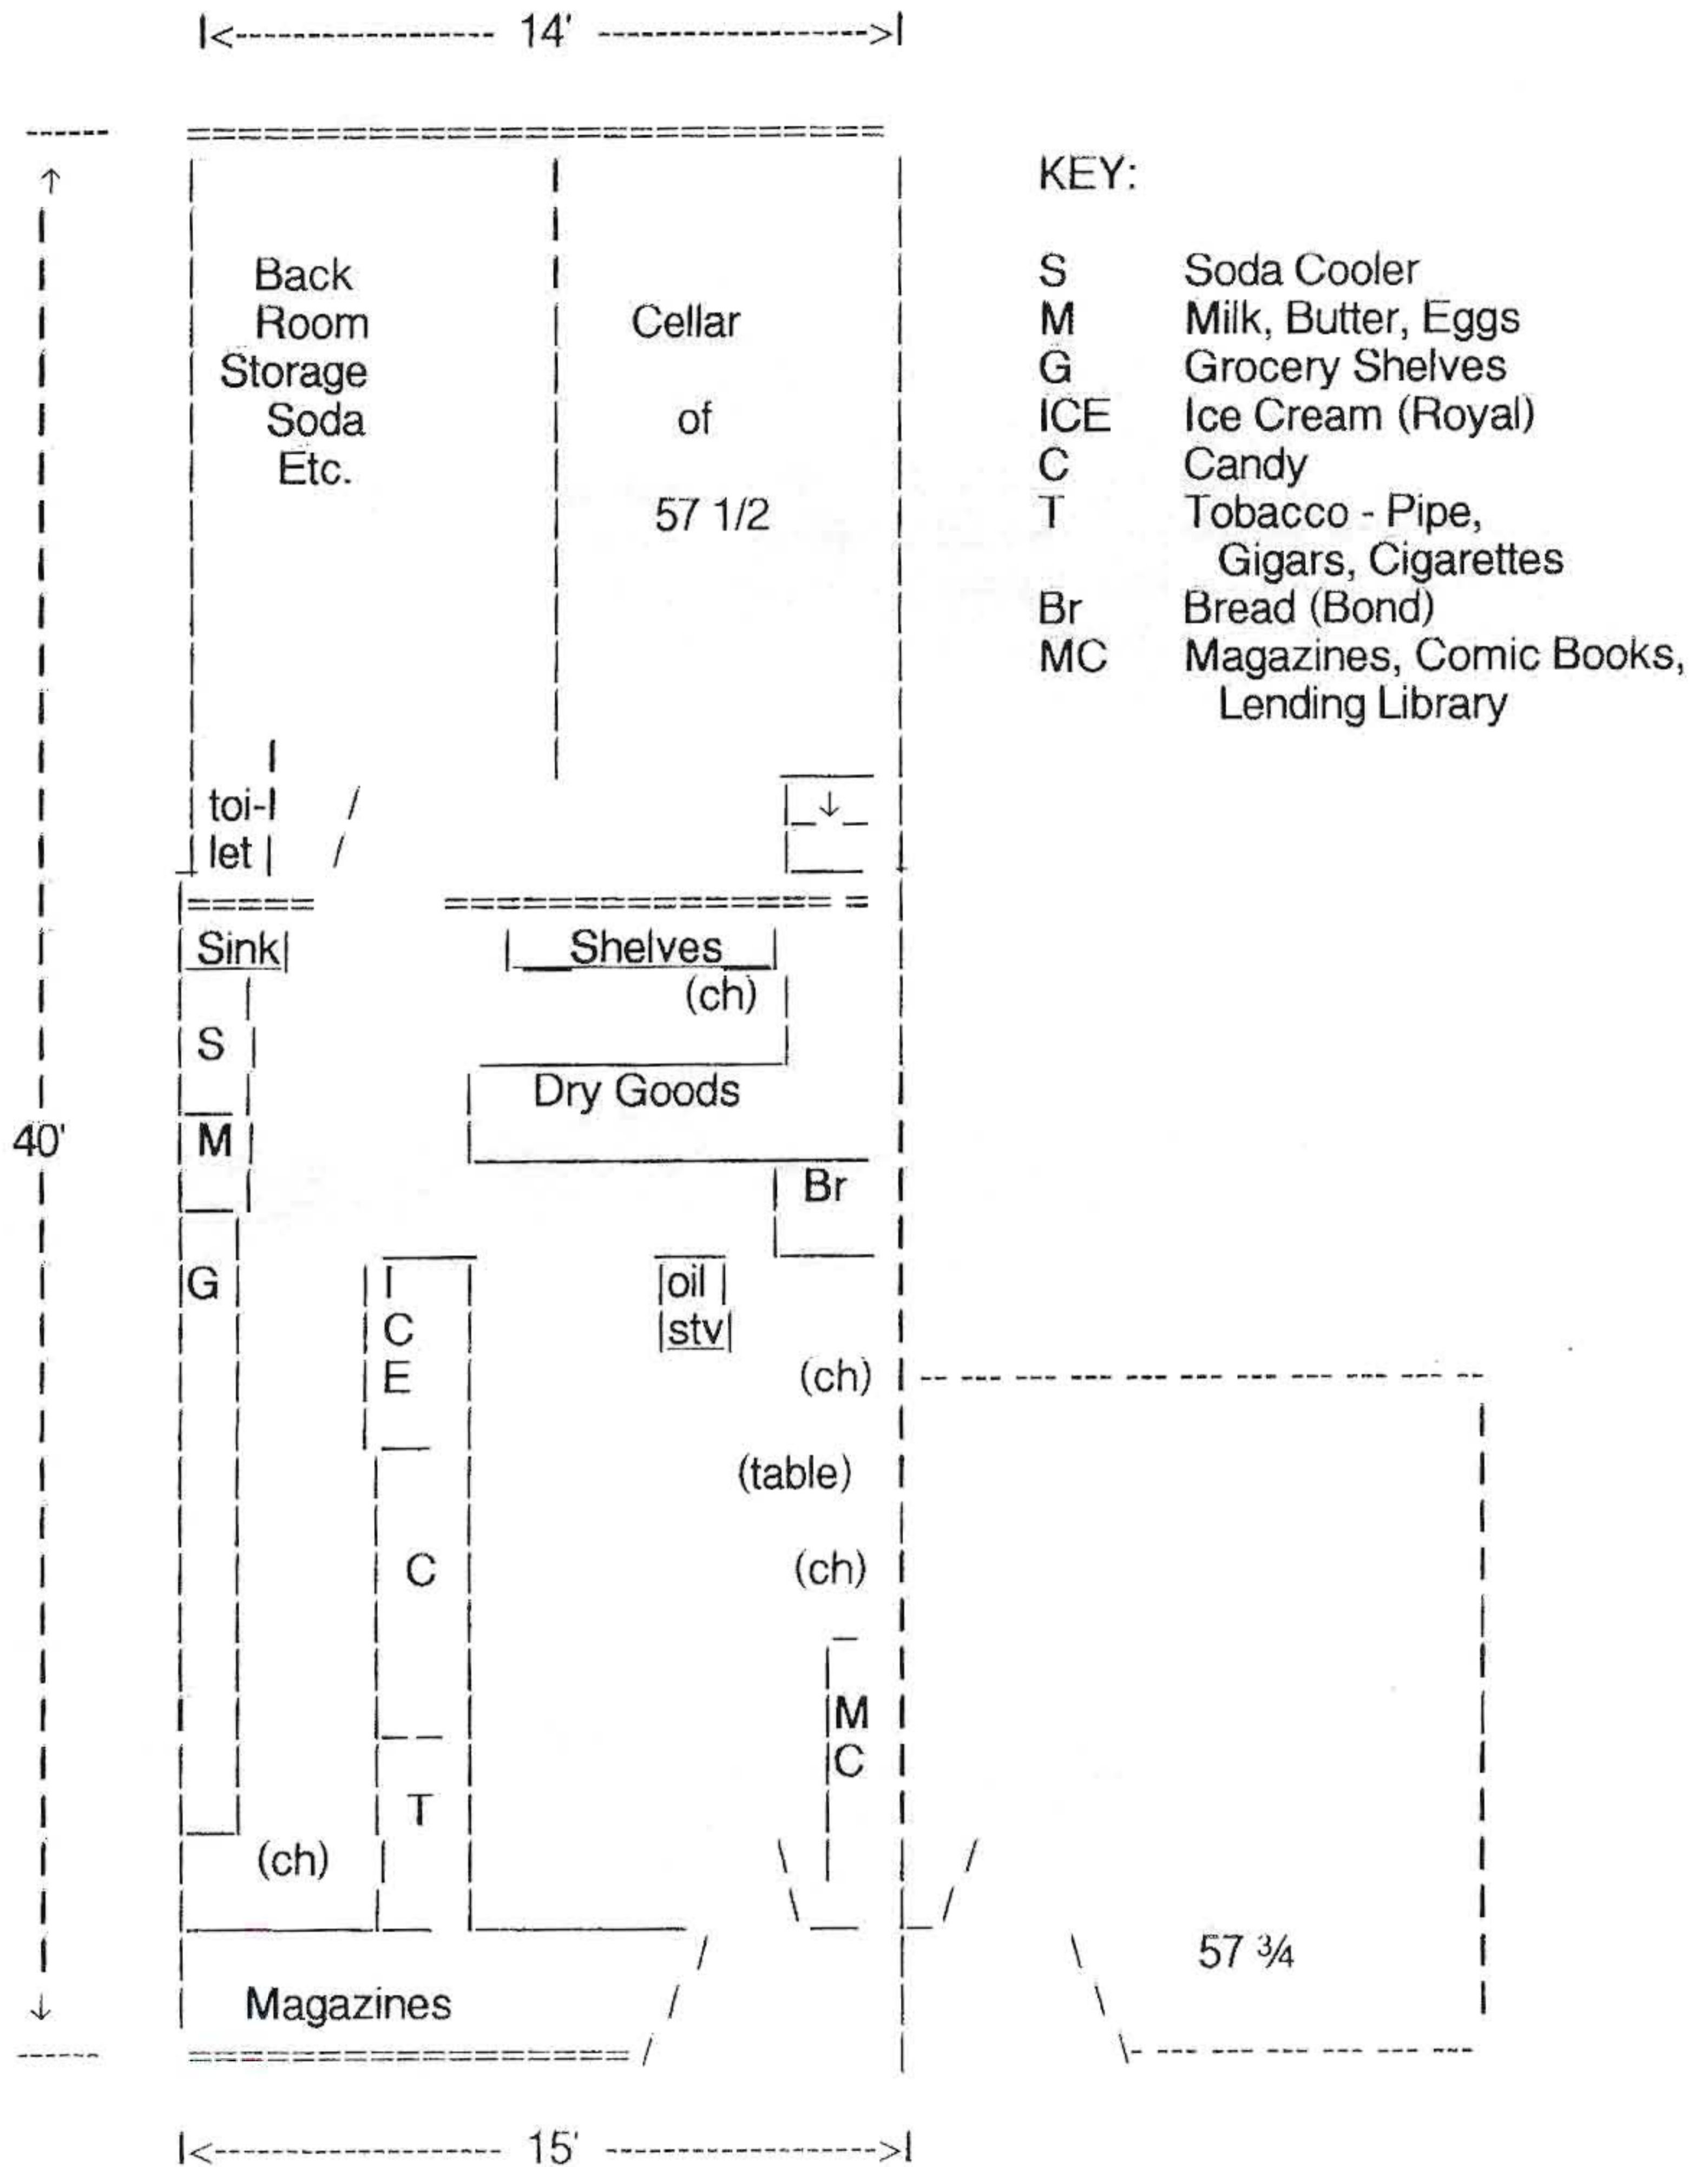 14'
KEY:
S Soda Cooler
M Milk, Butter, Eggs
G Grocery Shelves
ICE Ice Cream (Royal)
C Candy
T Tobacco - Pipe,
Gigars, Cigarettes
Br Bread (Bond)
MC Magazines, Comic Books,
Lending Library
Back
Room
Storage
Soda
Etc.
Cellar
of
57 1/2
toi-
let
Sink
Shelves
(ch)
S
Dry Goods
40'
M
Br
G
I
C
E
oil
stv
(ch)
(table)
C
(ch)
M
C
T
(ch)
57 ¾
Magazines
15'